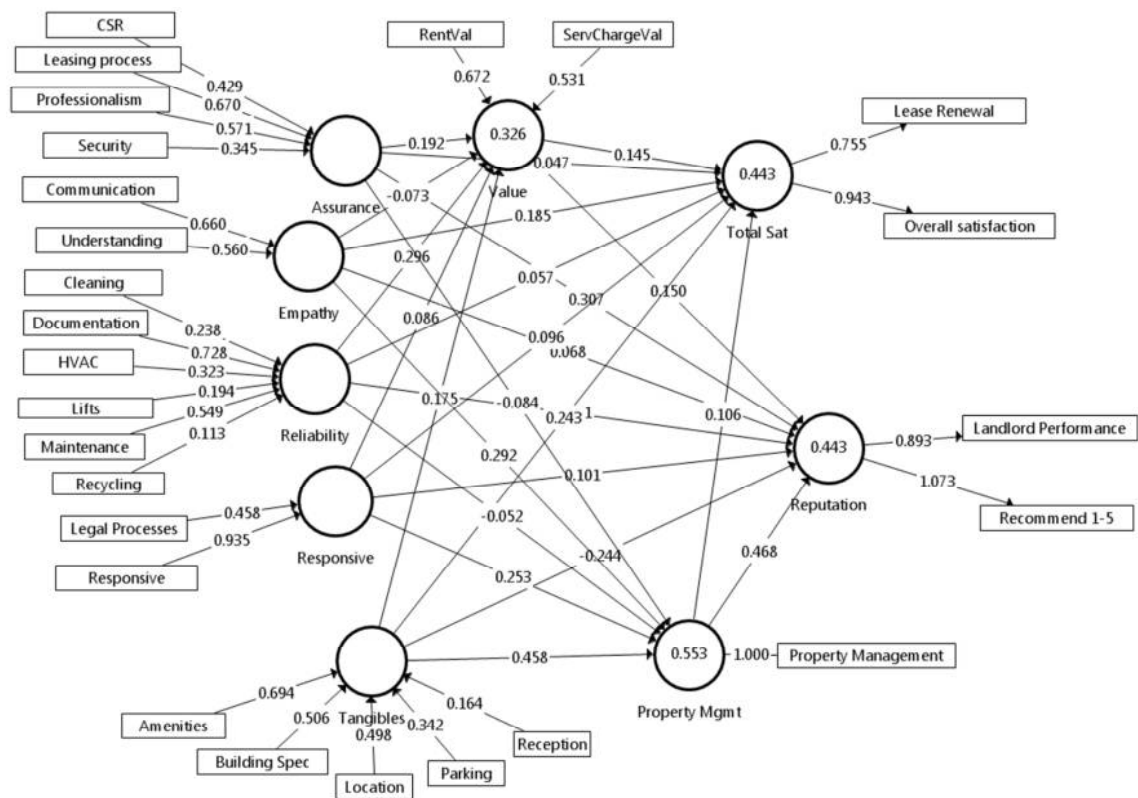 CSR
Leasing process
Professionalism
Security
0.429
0.670
0.571
0.345
RentVal
ServChargeVal
0.672
0.531
0.326
Value
0.192
0.145
0.047
Assurance
-0.073
0.185
Communication
Understanding
0.660
0.560
Empathy
0.296
0.057
0.307
0.150
0.443
Total Sat
Lease Renewal
0.755
0.943
Overall satisfaction
Cleaning
Documentation
HVAC
Lifts
Maintenance
Recycling
0.238
0.728
0.323
0.194
0.549
0.113
Reliability
0.086
0.096
0.068
0.175
-0.084
0.243
0.106
0.292
0.101
Legal Processes
Responsive
0.458
0.935
Responsive
-0.052
-0.244
0.253
0.443
Reputation
0.893
Landlord Performance
1.073
Recommend 1-5
0.468
0.458
0.553
Property Mgmt
1.000
Property Management
Tangibles
0.694
0.506
0.498
0.342
0.164
Amenities
Building Spec
Location
Parking
Reception